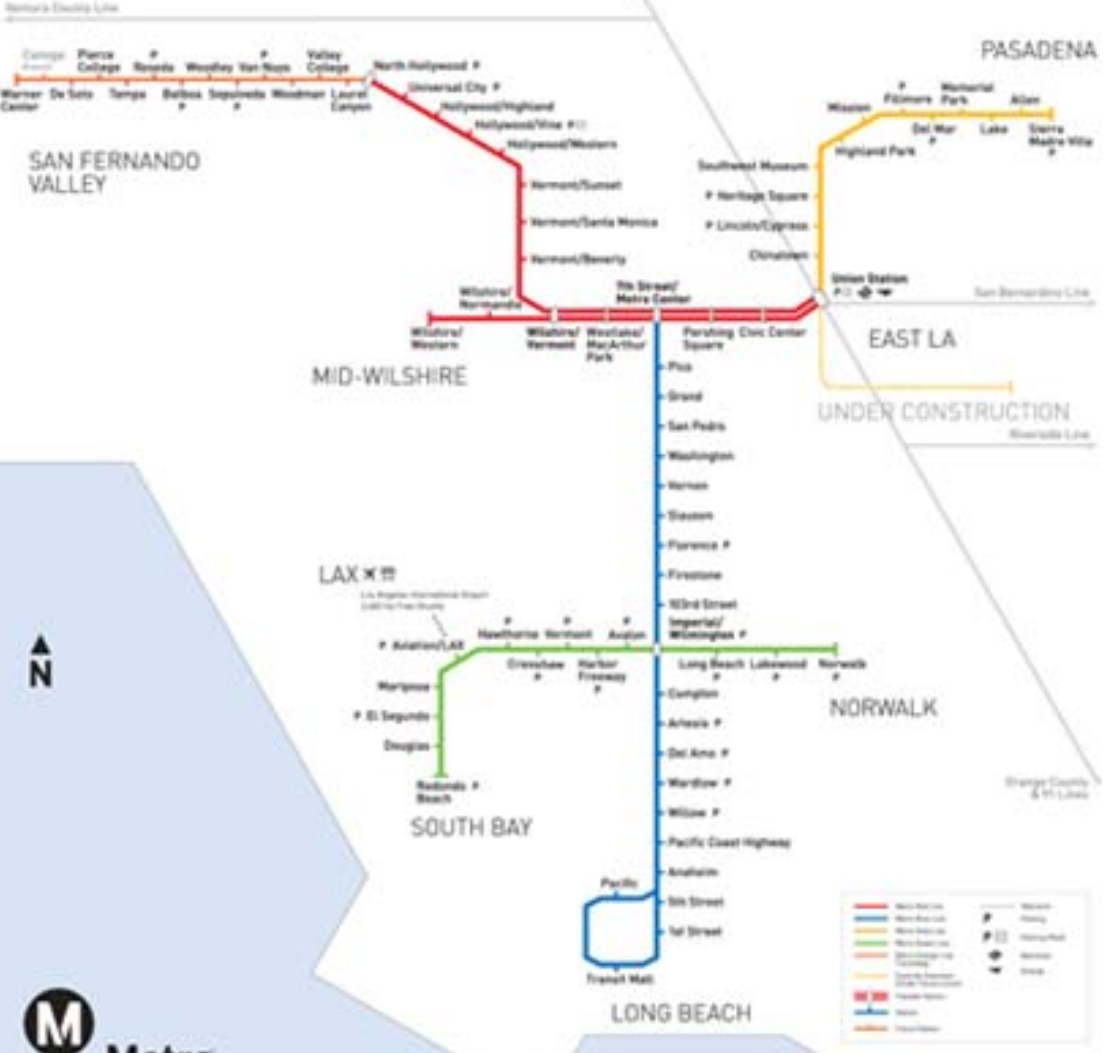 Ventura County Line
PASADENA
Pierce
College
Reseda
Woodley
Van Nuys
Valley
College
North Hollywood P
Warner
Center
De Soto
Tampa
Balboa
P
Sepulveda
P
Woodman
Laurel
Canyon
Universal City P
Hollywood/Highland
Hollywood/Vine P
Hollywood/Western
SAN FERNANDO
VALLEY
Vermont/Sunset
Vermont/Santa Monica
Vermont/Beverly
Mission
P
Fillmore
Memorial
Park
Allen
Highland Park
Del Mar
P
Lake
Sierra
Madre Villa
P
Southwest Museum
P Heritage Square
P Lincoln/Cypress
Chinatown
Union Station
San Bernardino Line
Wilshire/
Normandie
7th Street/
Metro Center
Wilshire/
Western
Wilshire/
Vermont
Westlake/
MacArthur
Park
Pershing
Square
Civic Center
EAST LA
MID-WILSHIRE
UNDER CONSTRUCTION
Riverside Line
Pico
Grand
San Pedro
Washington
Vernon
Slauson
Florence P
Firestone
103rd Street
Imperial/
Wilmington P
LAX
P Aviation/LAX
P
Hawthorne
P
Vermont
P
Avalon
Crenshaw
P
Harbor
Freeway
P
Long Beach
P
Lakewood
P
Norwalk
P
Mariposa
P El Segundo
Douglas
Redondo P
Beach
NORWALK
SOUTH BAY
N
Compton
Artesia P
Del Amo P
Wardlow P
Willow P
Pacific Coast Highway
Anaheim
Pacific
5th Street
1st Street
Transit Mall
LONG BEACH
Orange County
& 91 Lines
M
Metro